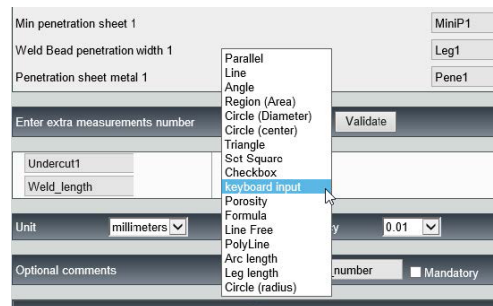 Min penetration sheet 1
MiniP1
Weld Bead penetration width 1
Leg1
Penetration sheet metal 1
Pene1
Parallel
Line
Angle
Region (Area)
Circle (Diameter)
Circle (center)
Triangle
Set Square
Checkbox
keyboard input
Porosity
Formula
Line Free
PolyLine
Arc length
Leg length
Circle (radius)
Enter extra measurements number
Validate
Undercut1
Weld_length
Unit
millimeters
0.01
Optional comments
_number
Mandatory